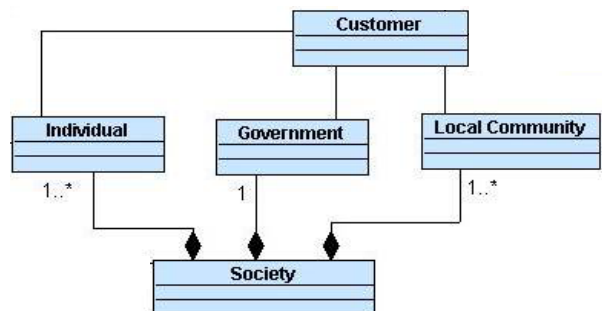 Customer
Individual
Government
Local Community
1..*
1
1..*
Society